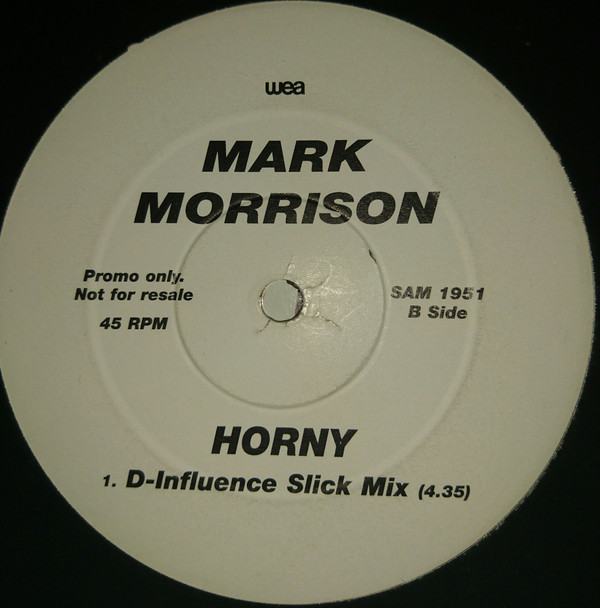 wea
MARK
MORRISON
Promo only.
Not for resale
45 RPM
SAM 1951
B Side
HORNY
1. D-Influence Slick Mix (4.35)